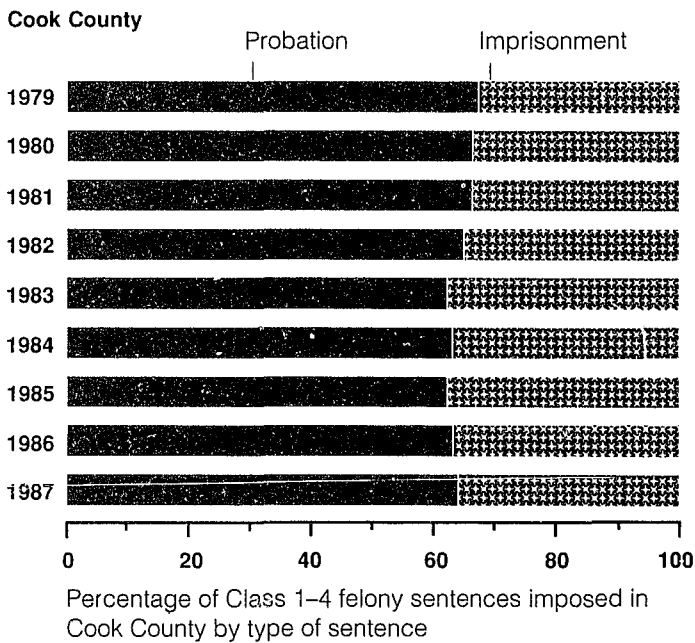 Cook County
Probation Imprisonment
1979
1980
1981
1982
1983
1984
1985
1986
1987
0 20 40 60 80 100
Percentage of Class 1–4 felony sentences imposed in
Cook County by type of sentence